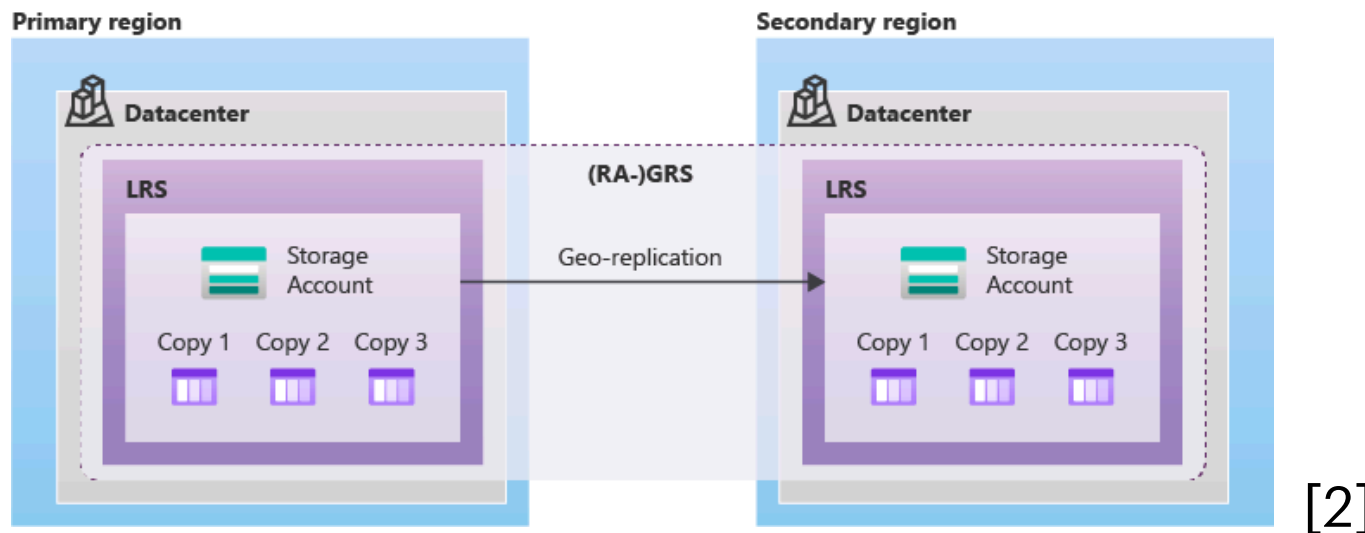 Primary region
Secondary region
Datacenter
Datacenter
(RA-)GRS
LRS
LRS
Storage
Account
Geo-replication
Storage
Account
Copy 1 Copy 2 Copy 3
Copy 1 Copy 2 Copy 3
[2]